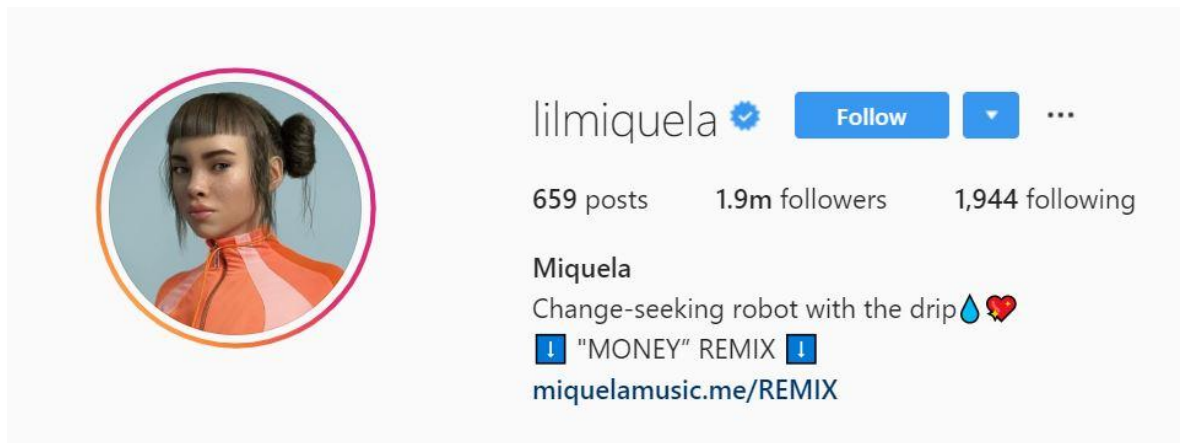 lilmiquela Follow
659 posts 1.9m followers 1,944 following
Miquela
Change-seeking robot with the drip💧💖
⬇️ "MONEY” REMIX ⬇️
miquelamusic.me/REMIX